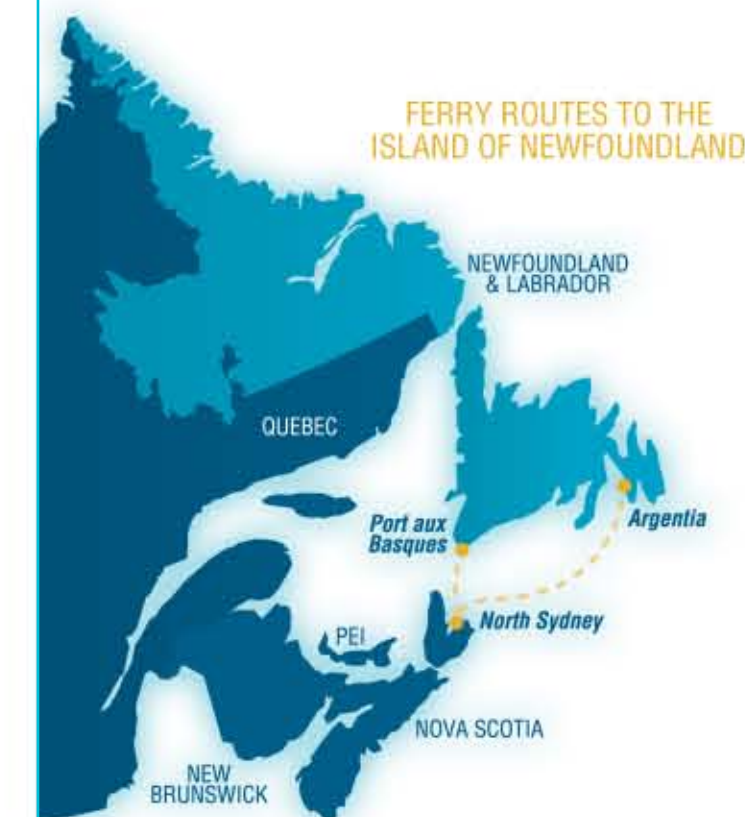 FERRY ROUTES TO THE
ISLAND OF NEWFOUNDLAND
NEWFOUNDLAND
& LABRADOR
QUEBEC
Port aux
Basques
Argentia
North Sydney
PEI
NOVA SCOTIA
NEW
BRUNSWICK